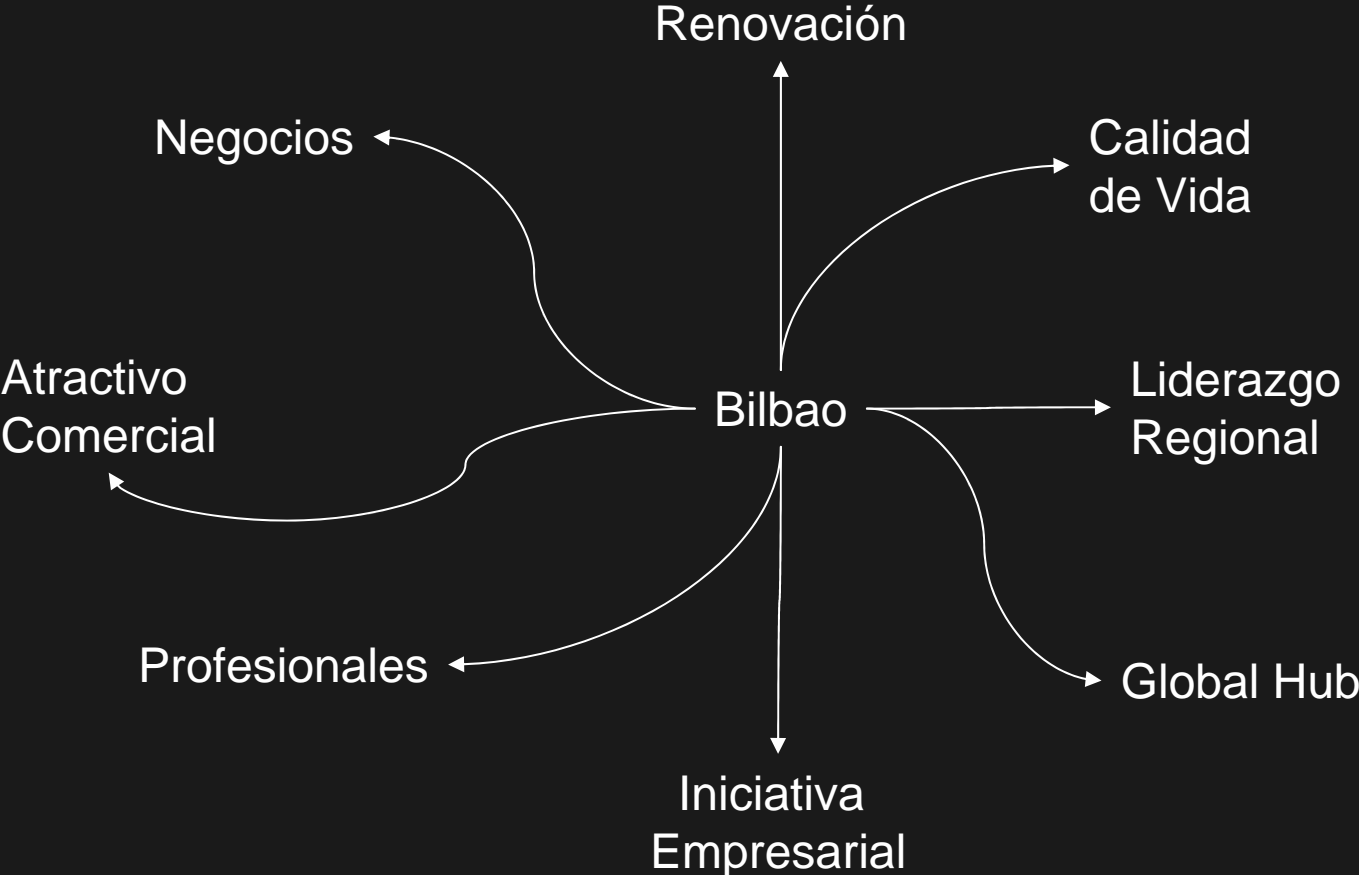 Renovación
Negocios
Calidad
de Vida
Atractivo
Comercial
Bilbao
Liderazgo
Regional
Profesionales
Global Hub
Iniciativa
Empresarial